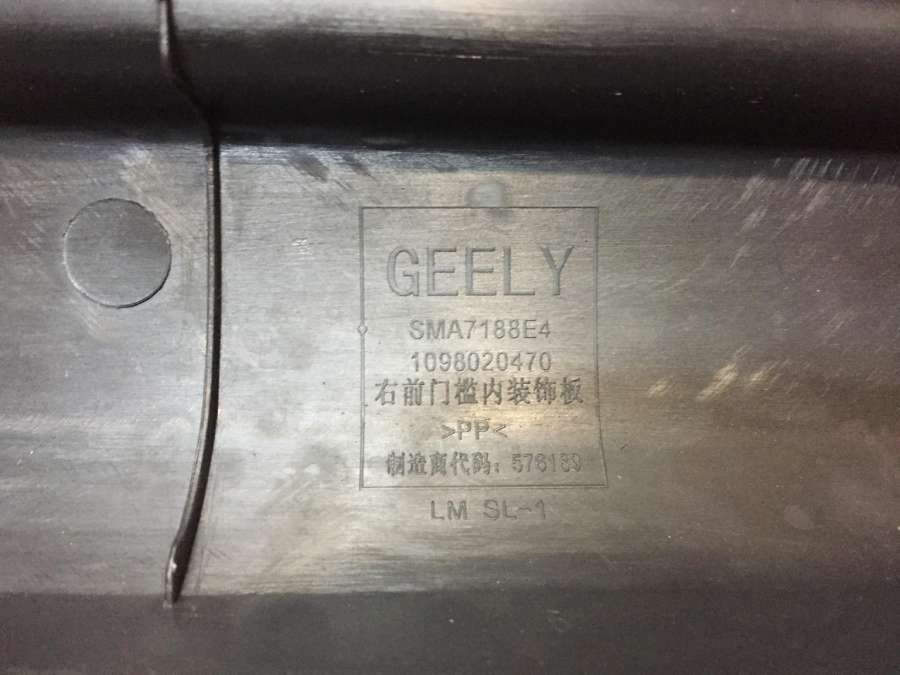 GEELY
SMA7188E4
1098020470
右前门槛内装饰板
>PP<
制造商代码：576189
LM SL-1